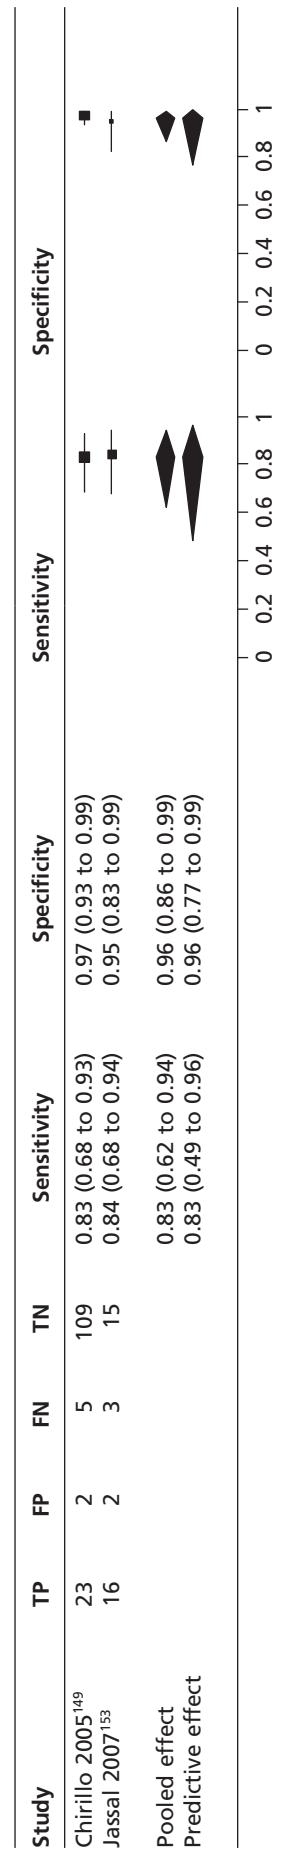 Study TP FP FN TN Sensitivity Specificity Sensitivity Specificity
Chirillo 2005¹⁴⁹ 23 2 5 109 0.83 (0.68 to 0.93) 0.97 (0.93 to 0.99)
Jassal 2007¹⁵³ 16 2 3 15 0.84 (0.68 to 0.94) 0.95 (0.83 to 0.99)
Pooled effect 0.83 (0.62 to 0.94) 0.96 (0.86 to 0.99)
Predictive effect 0.83 (0.49 to 0.96) 0.96 (0.77 to 0.99)
0 0.2 0.4 0.6 0.8 1 0 0.2 0.4 0.6 0.8 1